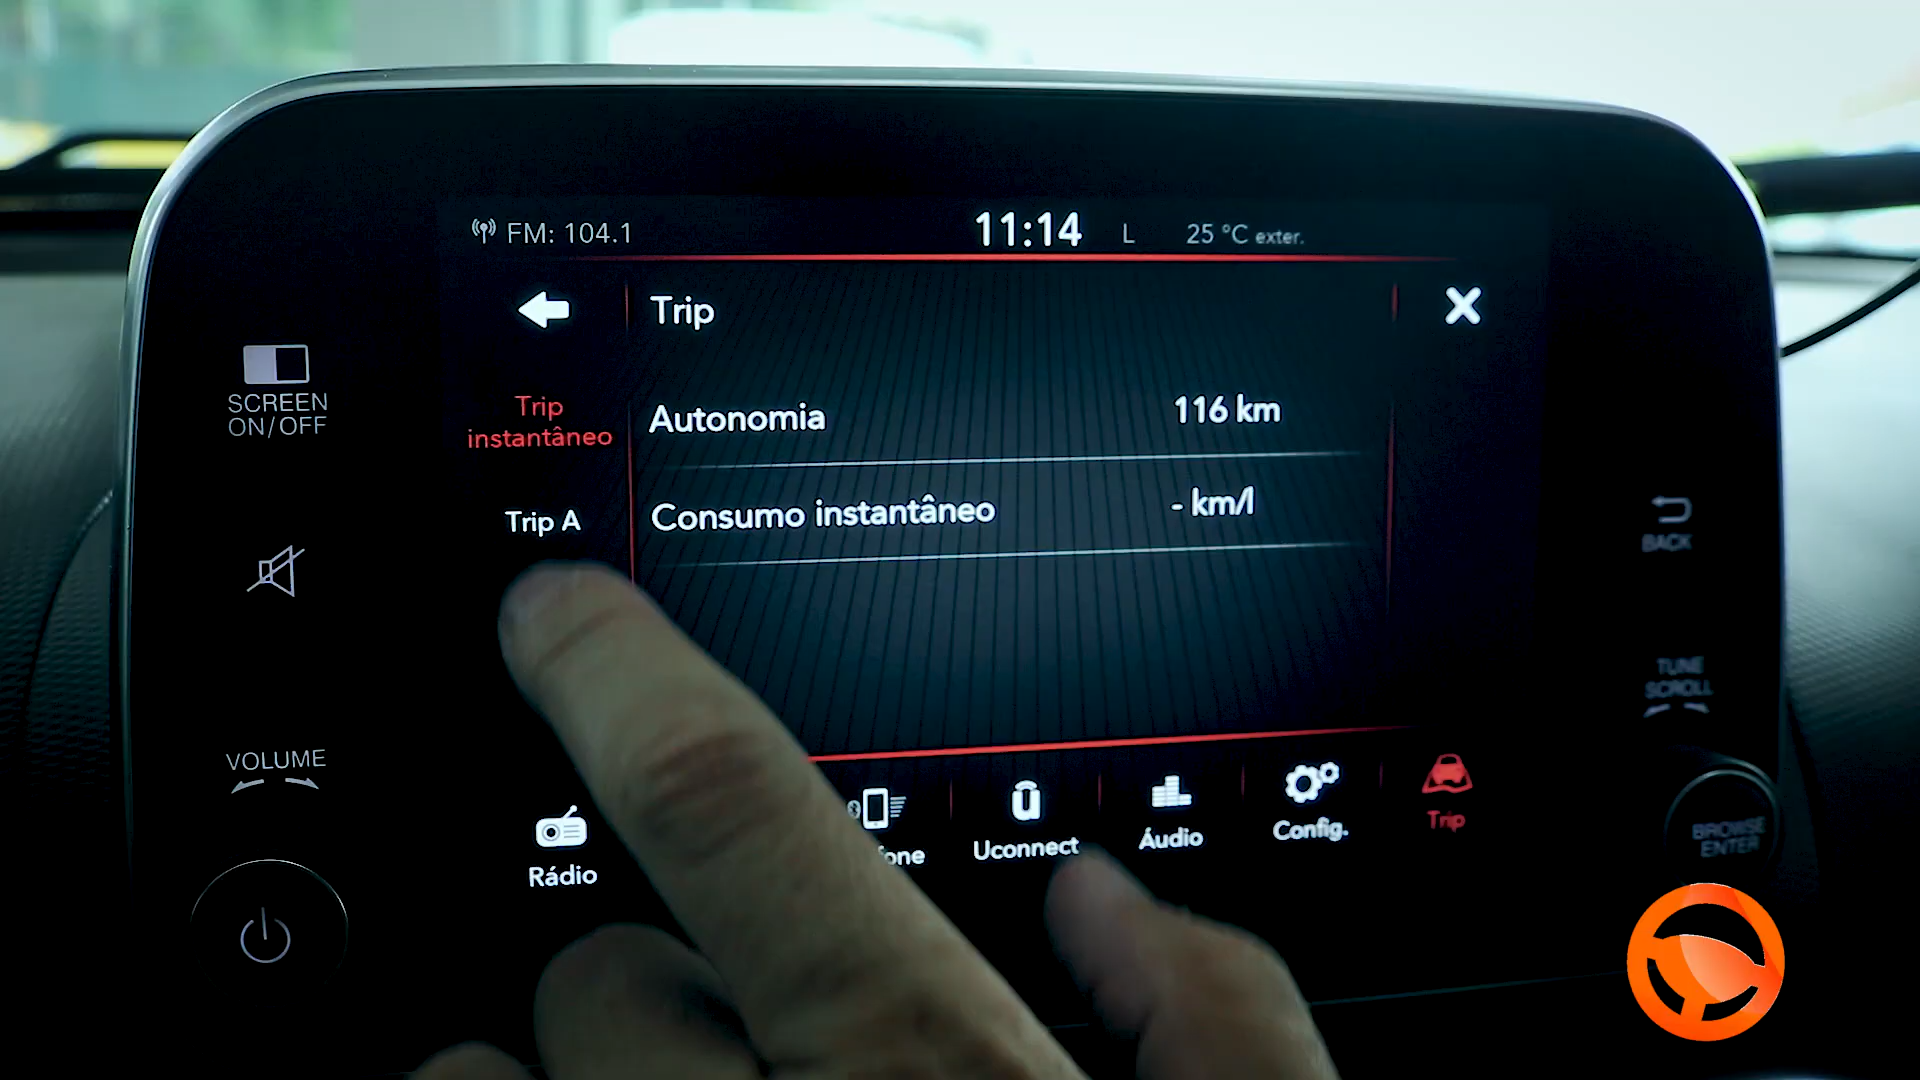 FM: 104.1
11:14
L
25 °C exter.
Trip
SCREEN
ON/OFF
Trip
instantâneo
Autonomia
116 km
Trip A
Consumo instantâneo
- km/l
BACK
TUNE
SCROLL
VOLUME
Rádio
fone
Uconnect
Áudio
Config.
Trip
BROWSE
ENTER